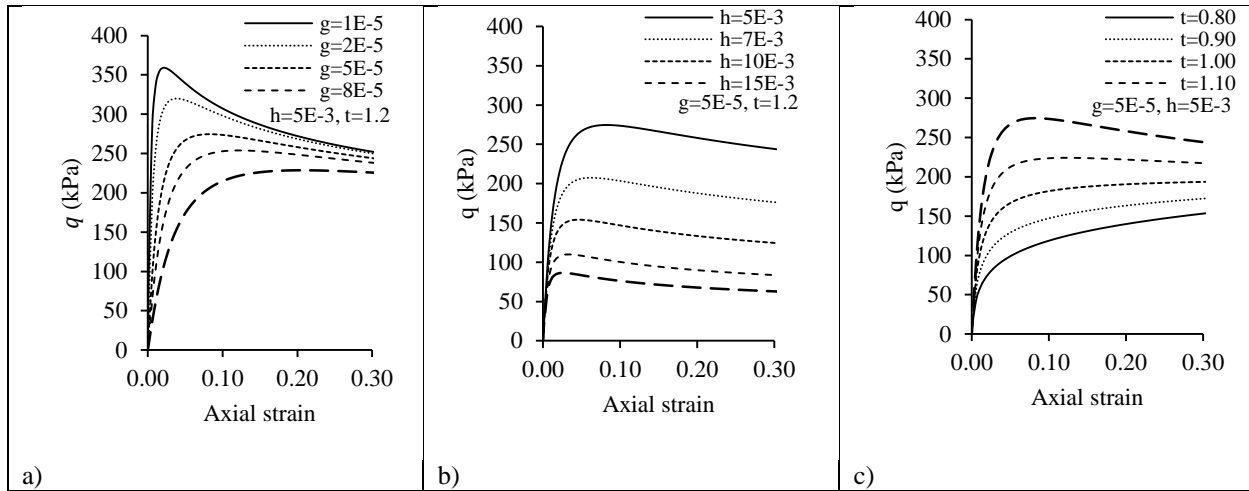 g=1E-5
g=2E-5
g=5E-5
g=8E-5
h=5E-3, t=1.2
400
350
300
250
200
150
100
50
0
q (kPa)
0.00 0.10 0.20 0.30
Axial strain
a)
h=5E-3
h=7E-3
h=10E-3
h=15E-3
g=5E-5, t=1.2
400
350
300
250
200
150
100
50
0
q (kPa)
0.00 0.10 0.20 0.30
Axial strain
b)
t=0.80
t=0.90
t=1.00
t=1.10
g=5E-5, h=5E-3
400
350
300
250
200
150
100
50
0
q (kPa)
0.00 0.10 0.20 0.30
Axial strain
c)